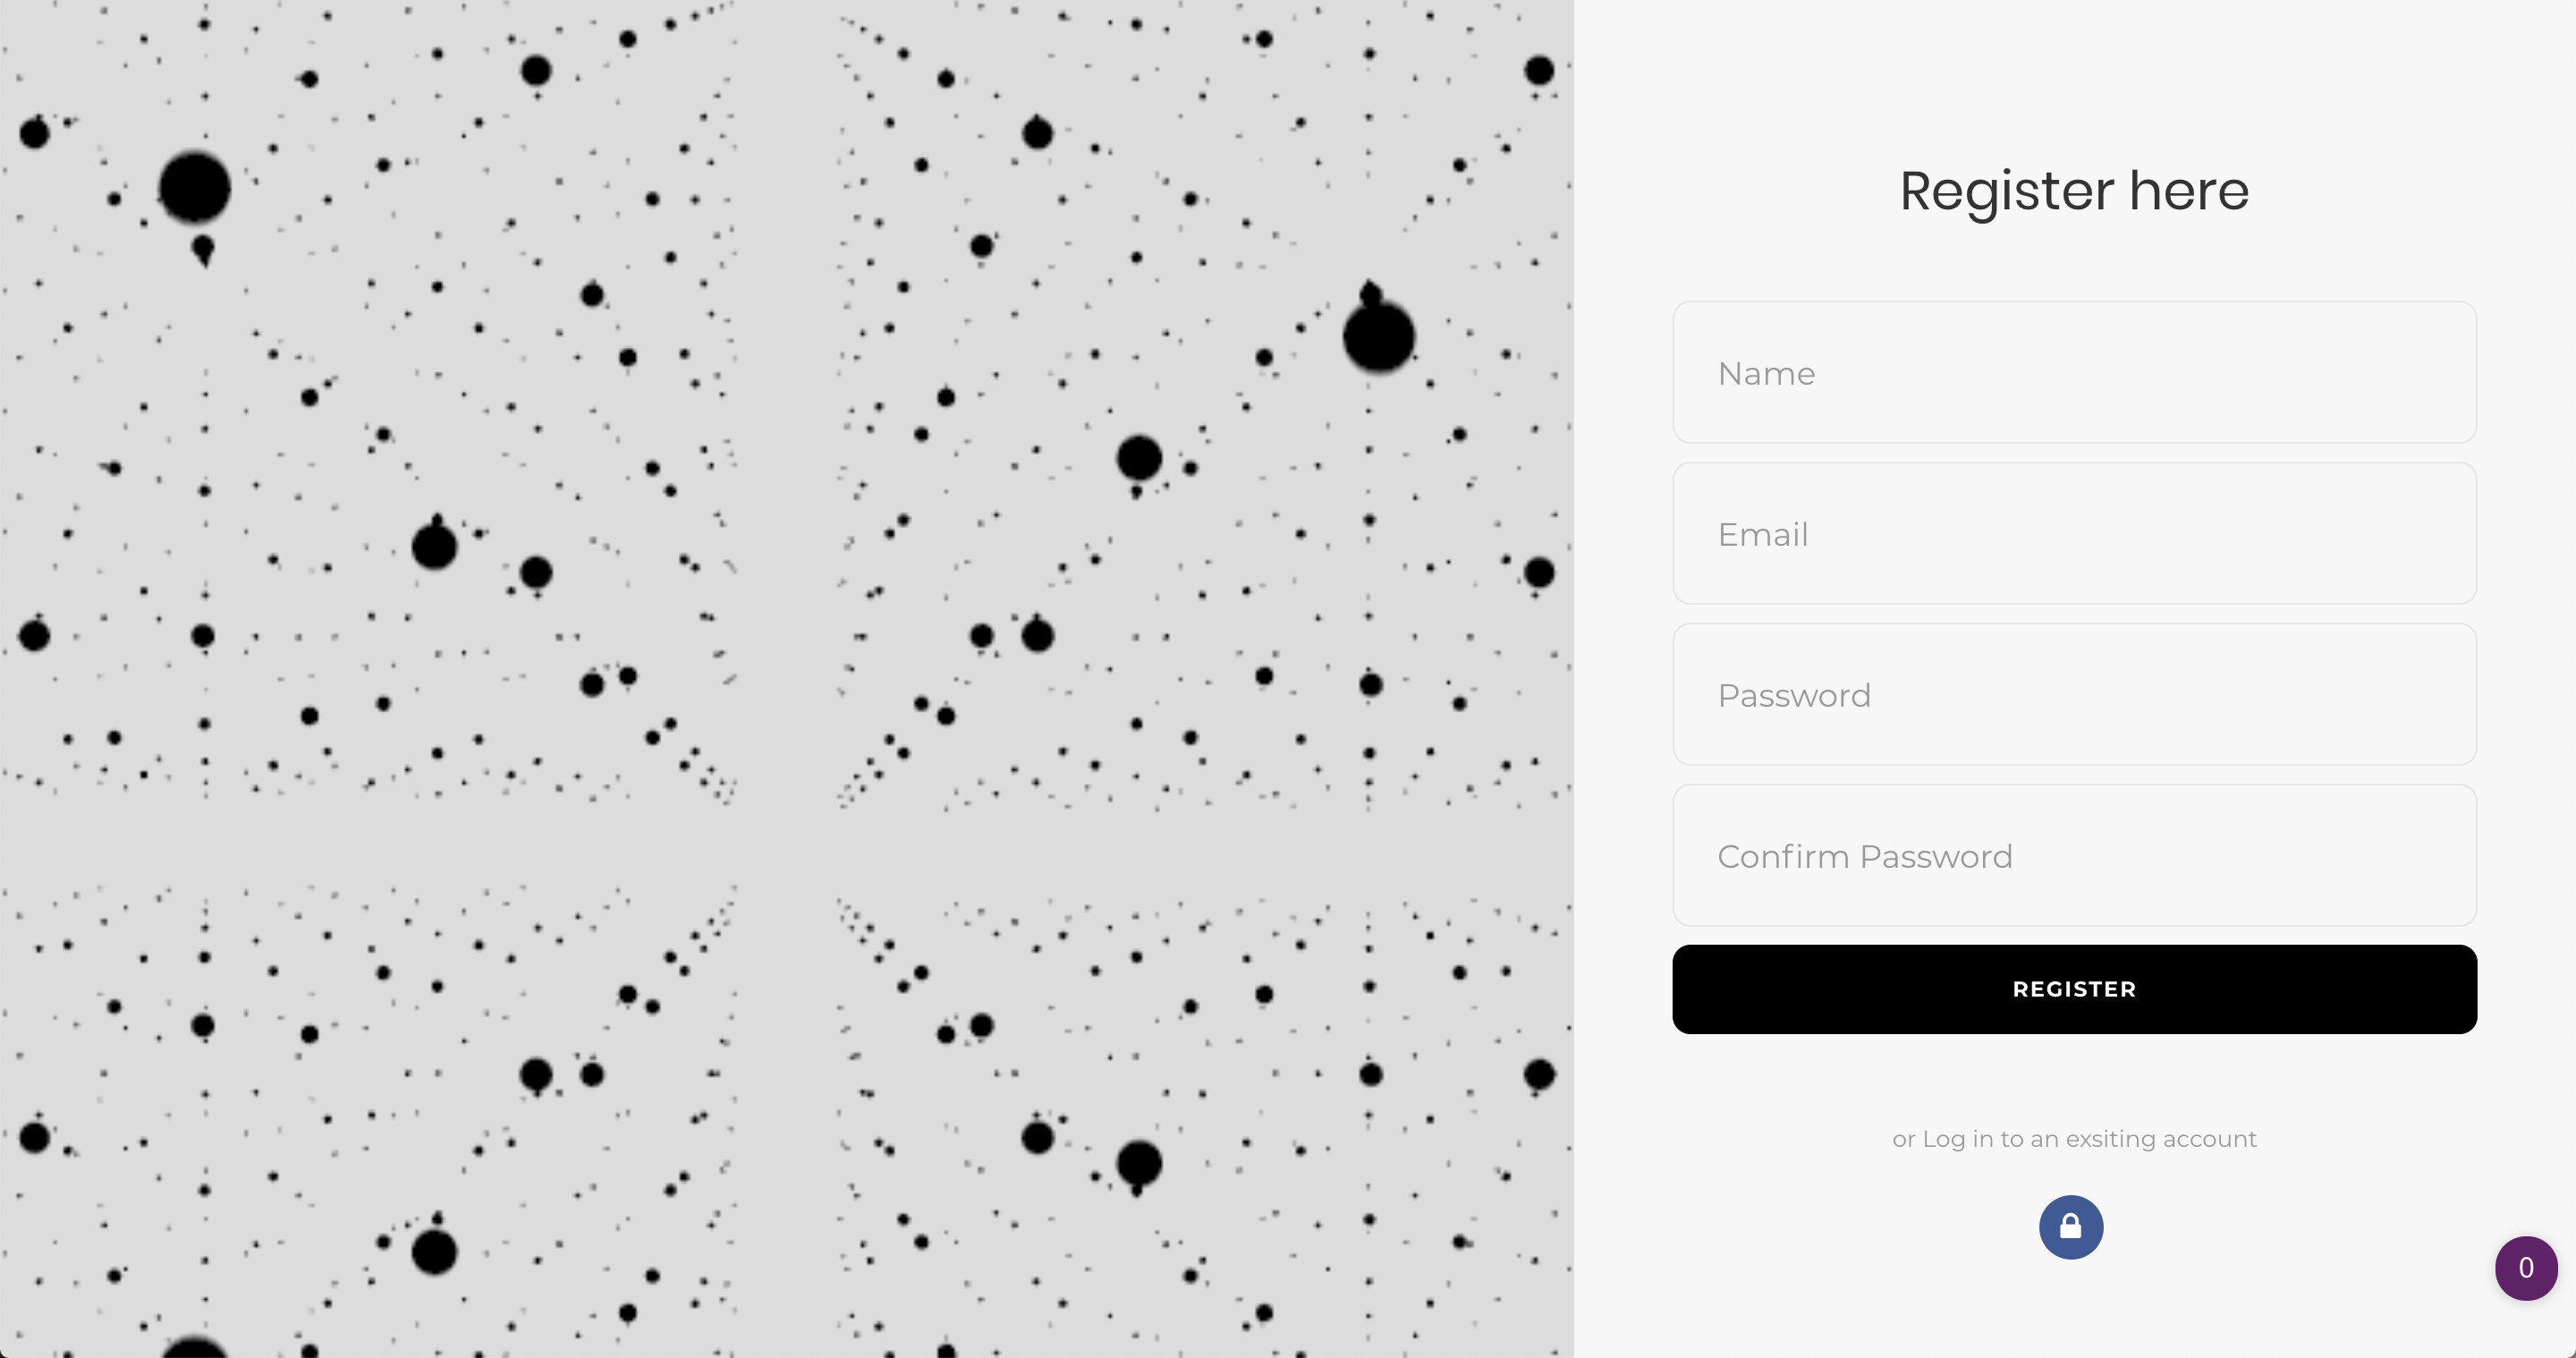 Register here
Name
Email
Password
Confirm Password
REGISTER
or Log in to an exsiting account
0